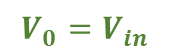 V₀ = Vᵢₙ